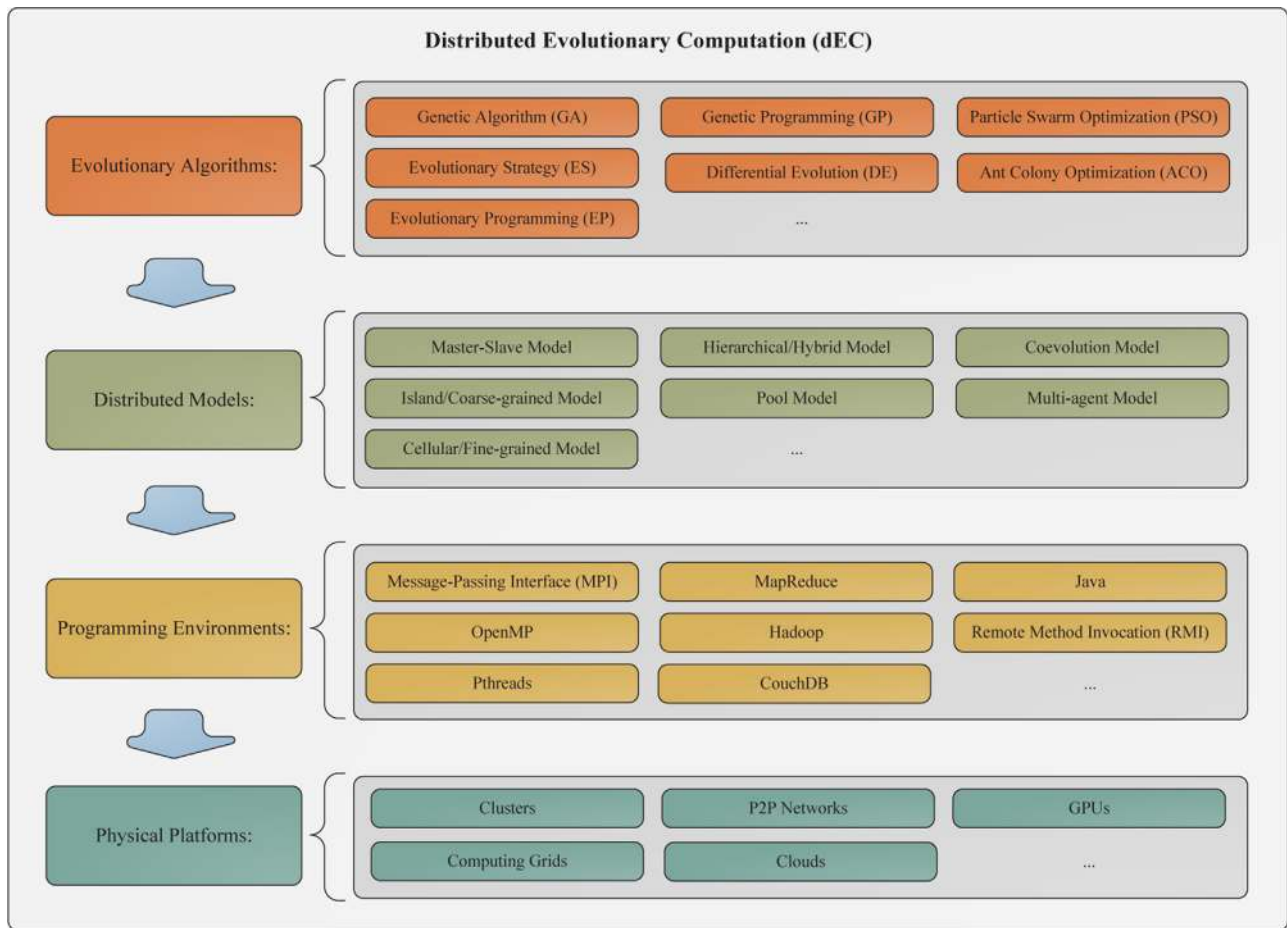 Distributed Evolutionary Computation (dEC)
Evolutionary Algorithms:
Genetic Algorithm (GA)
Genetic Programming (GP)
Particle Swarm Optimization (PSO)
Evolutionary Strategy (ES)
Differential Evolution (DE)
Ant Colony Optimization (ACO)
Evolutionary Programming (EP)
...
Distributed Models:
Master-Slave Model
Hierarchical/Hybrid Model
Coevolution Model
Island/Coarse-grained Model
Pool Model
Multi-agent Model
Cellular/Fine-grained Model
...
Programming Environments:
Message-Passing Interface (MPI)
MapReduce
Java
OpenMP
Hadoop
Remote Method Invocation (RMI)
Pthreads
CouchDB
...
Physical Platforms:
Clusters
P2P Networks
GPUs
Computing Grids
Clouds
...